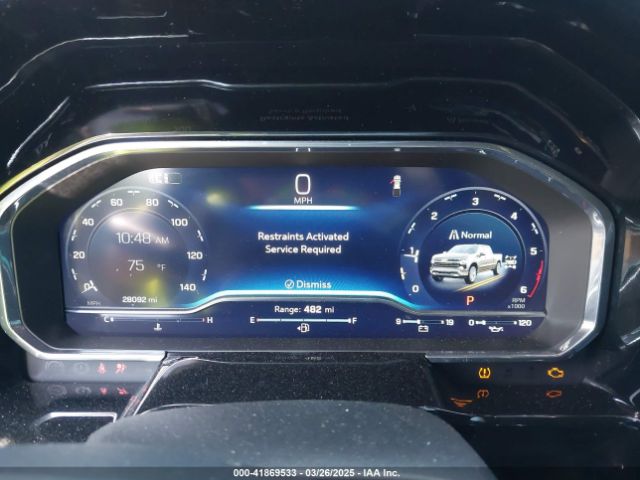 0
MPH
60 80
40 100
20 120
0 140
10:48 AM
75 °F
MPH
28092 mi
Restraints Activated
Service Required
Dismiss
Range: 482 mi
C H
E F
9 19
0 120
Normal
0 1 2 3 4 5 6
P
RPM
x1000
000-41869533 - 03/26/2025 - IAA Inc.